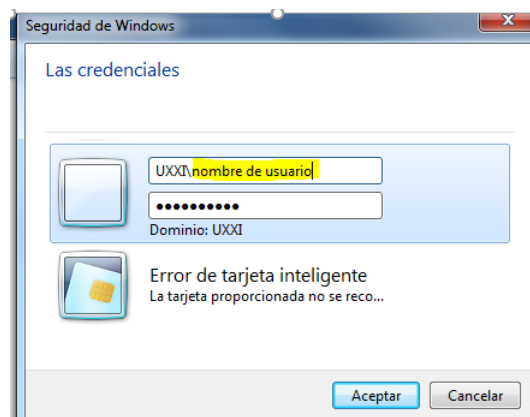 Seguridad de Windows
Las credenciales
UXXI\nombre de usuario
●●●●●●●●●●
Dominio: UXXI
Error de tarjeta inteligente
La tarjeta proporcionada no se reco...
Aceptar
Cancelar